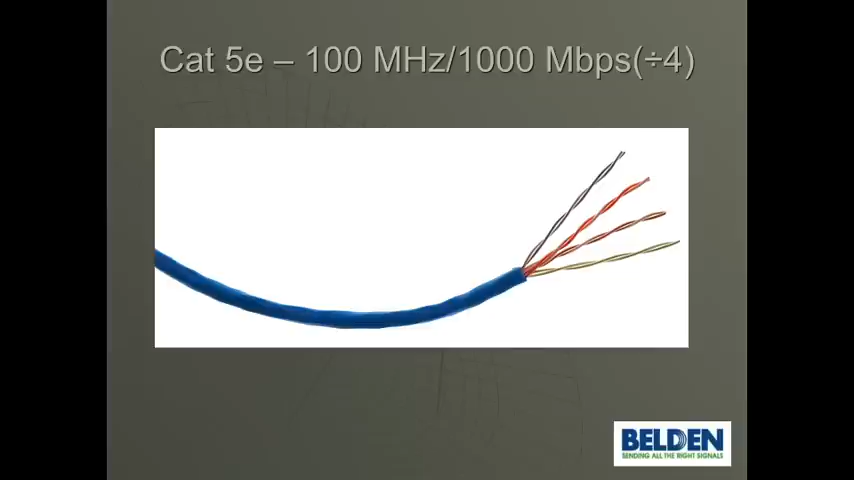 Cat 5e – 100 MHz/1000 Mbps(÷4)
BELDEN
SENDING ALL THE RIGHT SIGNALS